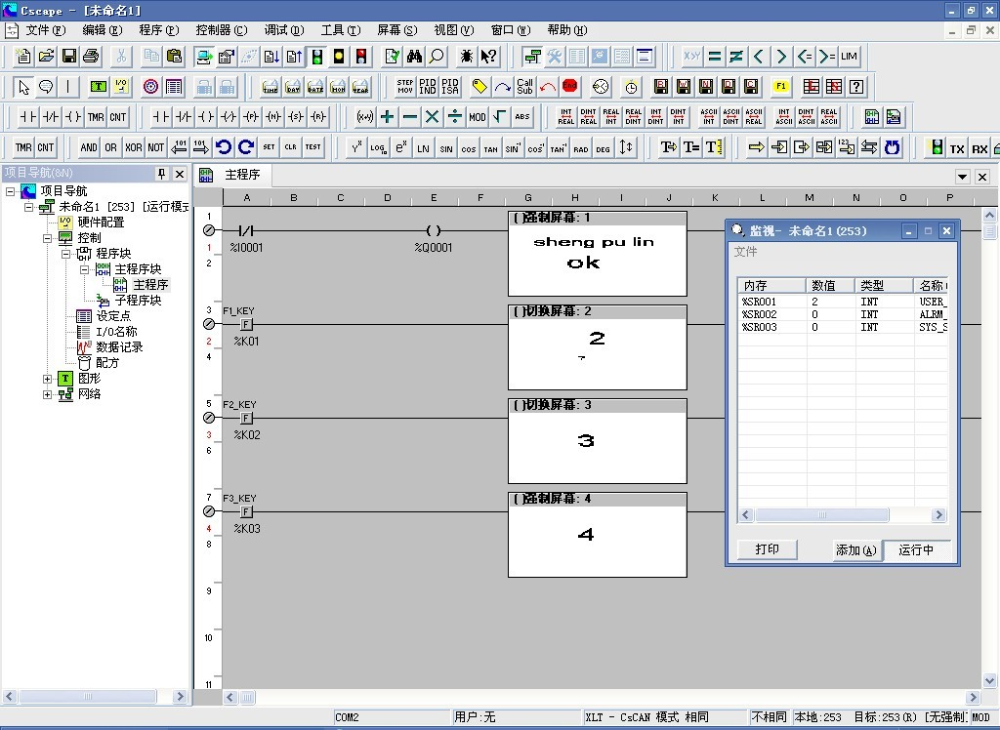 Cscape - [未命名1]
文件(F) 编辑(E) 程序(P) 控制器(C) 调试(D) 工具(T) 屏幕(S) 视图(V) 窗口(W) 帮助(H)
X-Y = ≠ < > <= >= LIM
T I/O STEP MOV PID IND PID ISA Call Sub End F1 ?
TMR CNT + − × ÷ MOD √ ABS INT REAL DINT REAL REAL INT REAL DINT DINT INT INT DINT ASCII INT ASCII DINT ASCII REAL INT ASCII DINT ASCII REAL ASCII
TMR CNT AND OR XOR NOT SET CLR TEST LN SIN COS TAN SIN⁻ COS⁻ TAN⁻ RAD DEG TX RX
项目导航(&N)
主程序
项目导航
未命名1 [253] [运行模式
硬件配置
控制
程序块
主程序块
主程序
子程序块
设定点
I/O名称
数据记录
配方
图形
网络
A B C D E F G H I J K L M N O P
1
1
2
%I0001 %Q0001
( )强制屏幕: 1
sheng pu lin
ok
3 F1_KEY
F
2 %K01
4
( )切换屏幕: 2
2
5 F2_KEY
F
3 %K02
6
( )切换屏幕: 3
3
7 F3_KEY
F
4 %K03
8
( )强制屏幕: 4
4
9
10
11
监视- 未命名1(253)
文件
内存 数值 类型 名称
%SR001 2 INT USER_
%SR002 0 INT ALRM_
%SR003 0 INT SYS_S
打印 添加(A) 运行中
COM2 用户:无 XLT - CsCAN 模式 相同 不相同 本地:253 目标:253(R) [无强制] MOD